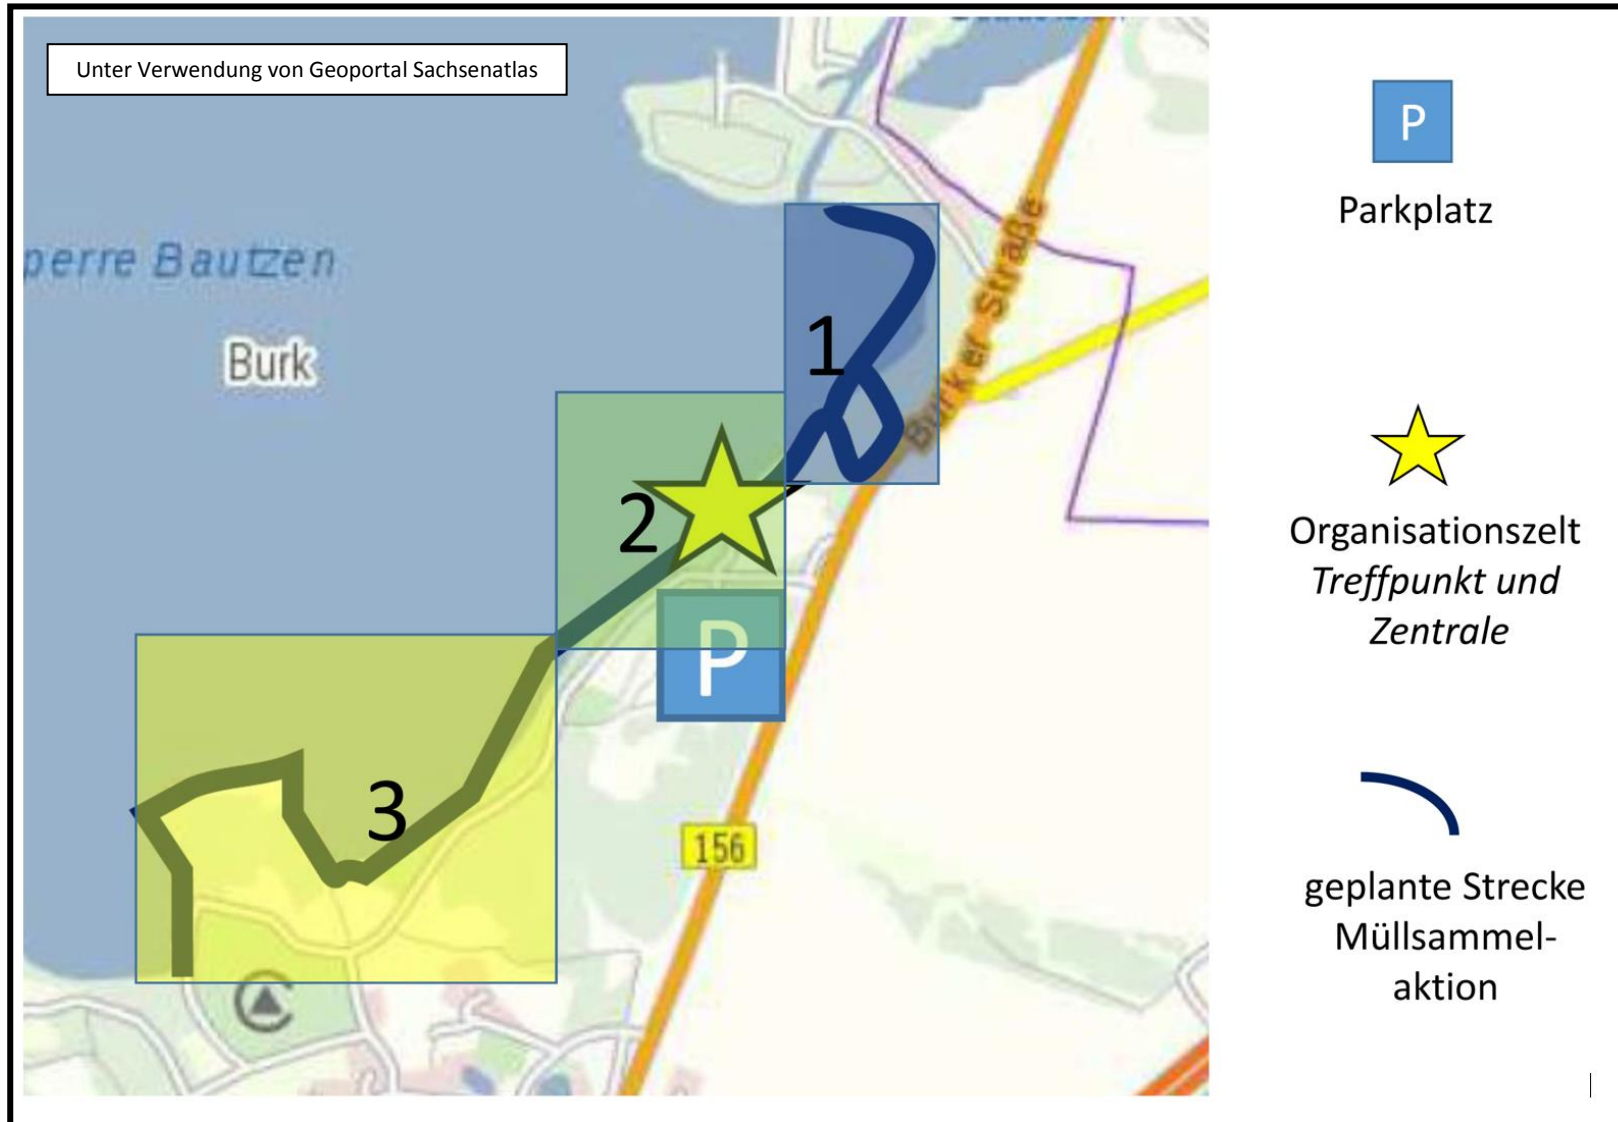 Unter Verwendung von Geoportal Sachsenatlas
perre Bautzen
Burk
1
2
3
P
Burker Straße
156
P
Parkplatz
Organisationszelt
Treffpunkt und
Zentrale
geplante Strecke
Müllsammel-
aktion